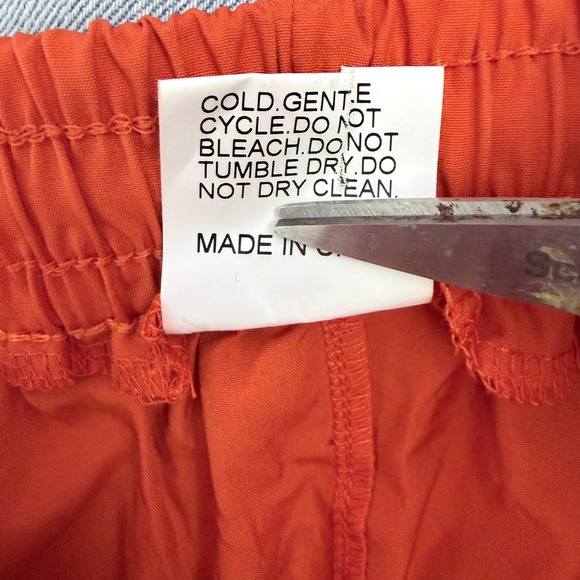 COLD.GENTLE
CYCLE.DO NOT
BLEACH.DO NOT
TUMBLE DRY.DO
NOT DRY CLEAN.
MADE IN